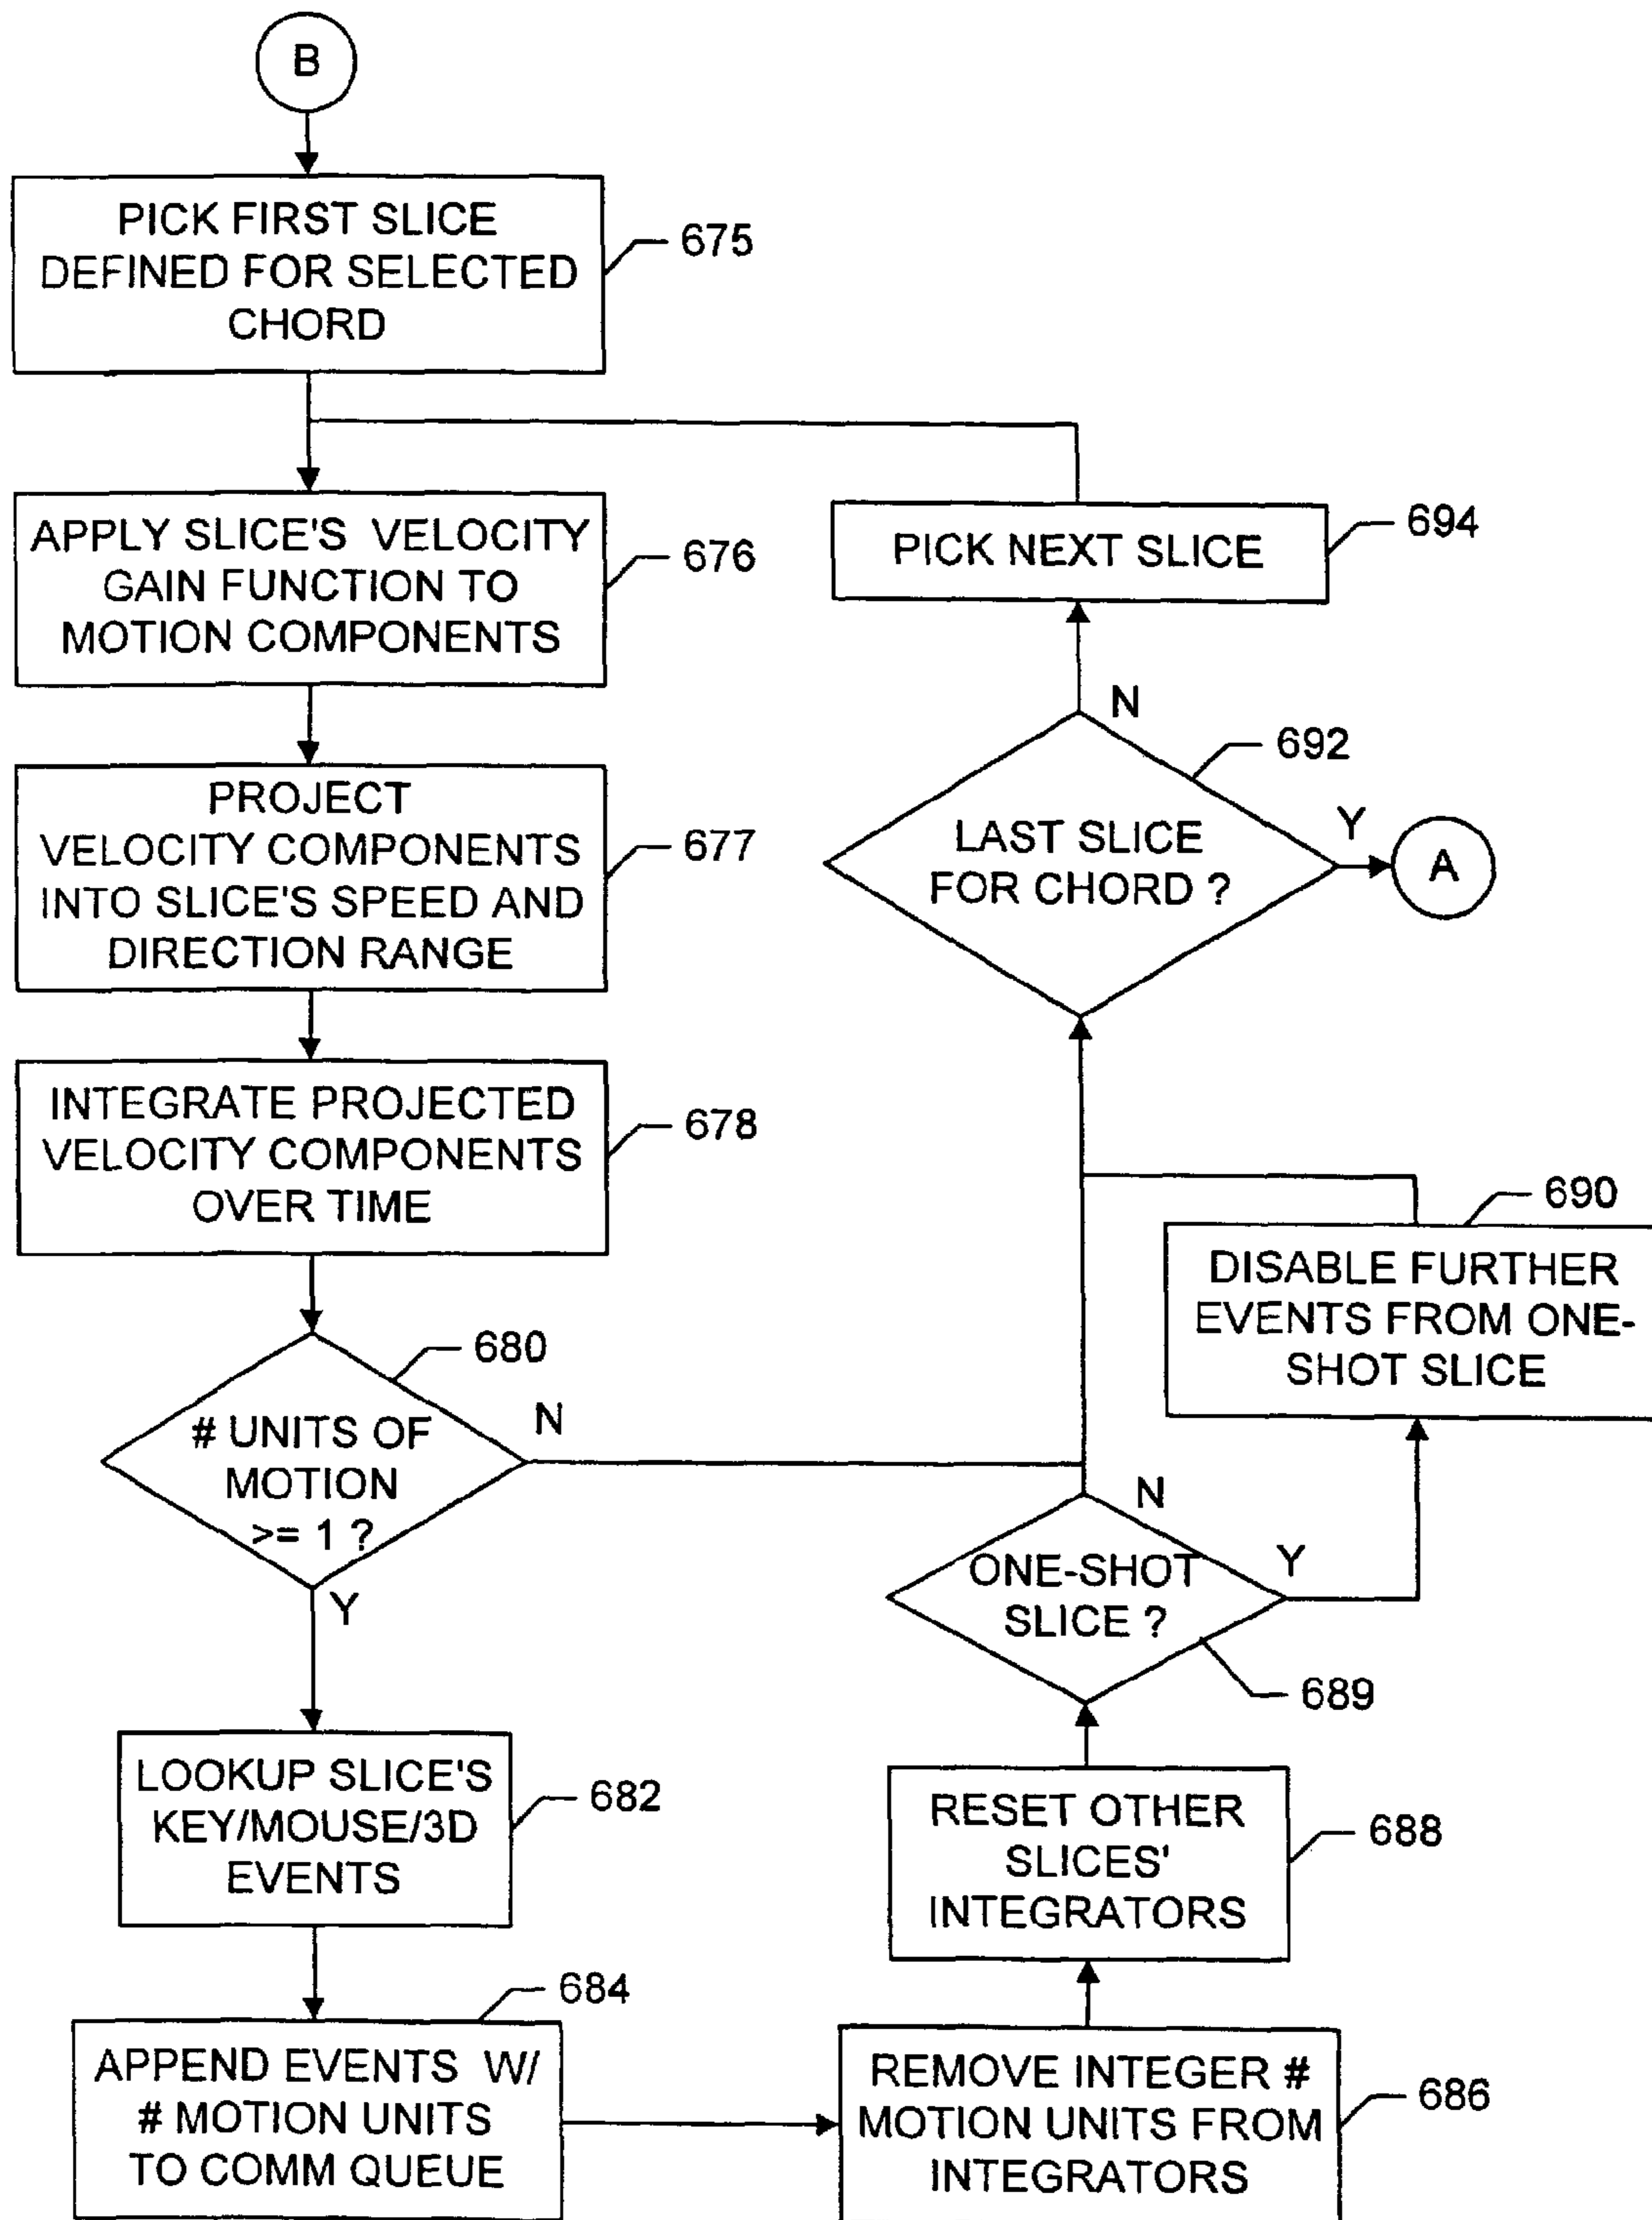 B
PICK FIRST SLICE
DEFINED FOR SELECTED
CHORD
675
APPLY SLICE'S VELOCITY
GAIN FUNCTION TO
MOTION COMPONENTS
676
PROJECT
VELOCITY COMPONENTS
INTO SLICE'S SPEED AND
DIRECTION RANGE
677
INTEGRATE PROJECTED
VELOCITY COMPONENTS
OVER TIME
678
# UNITS OF
MOTION
>= 1 ?
680
N
Y
LOOKUP SLICE'S
KEY/MOUSE/3D
EVENTS
682
APPEND EVENTS W/
# MOTION UNITS
TO COMM QUEUE
684
REMOVE INTEGER #
MOTION UNITS FROM
INTEGRATORS
686
RESET OTHER
SLICES'
INTEGRATORS
688
ONE-SHOT
SLICE ?
689
N
Y
DISABLE FURTHER
EVENTS FROM ONE-
SHOT SLICE
690
LAST SLICE
FOR CHORD ?
692
N
Y
A
PICK NEXT SLICE
694